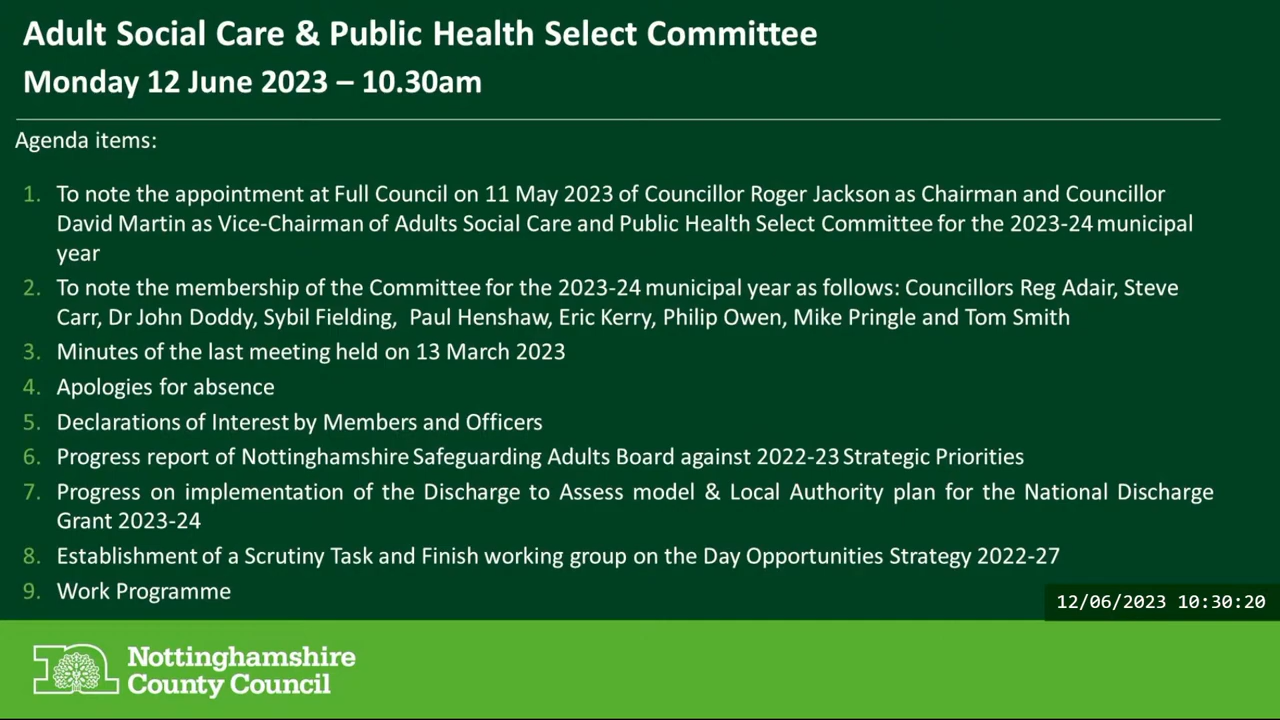 Adult Social Care & Public Health Select Committee
Monday 12 June 2023 – 10.30am
Agenda items:
1. To note the appointment at Full Council on 11 May 2023 of Councillor Roger Jackson as Chairman and Councillor
David Martin as Vice-Chairman of Adults Social Care and Public Health Select Committee for the 2023-24 municipal
year
2. To note the membership of the Committee for the 2023-24 municipal year as follows: Councillors Reg Adair, Steve
Carr, Dr John Doddy, Sybil Fielding, Paul Henshaw, Eric Kerry, Philip Owen, Mike Pringle and Tom Smith
3. Minutes of the last meeting held on 13 March 2023
4. Apologies for absence
5. Declarations of Interest by Members and Officers
6. Progress report of Nottinghamshire Safeguarding Adults Board against 2022-23 Strategic Priorities
7. Progress on implementation of the Discharge to Assess model & Local Authority plan for the National Discharge
Grant 2023-24
8. Establishment of a Scrutiny Task and Finish working group on the Day Opportunities Strategy 2022-27
9. Work Programme
12/06/2023 10:30:20
Nottinghamshire
County Council